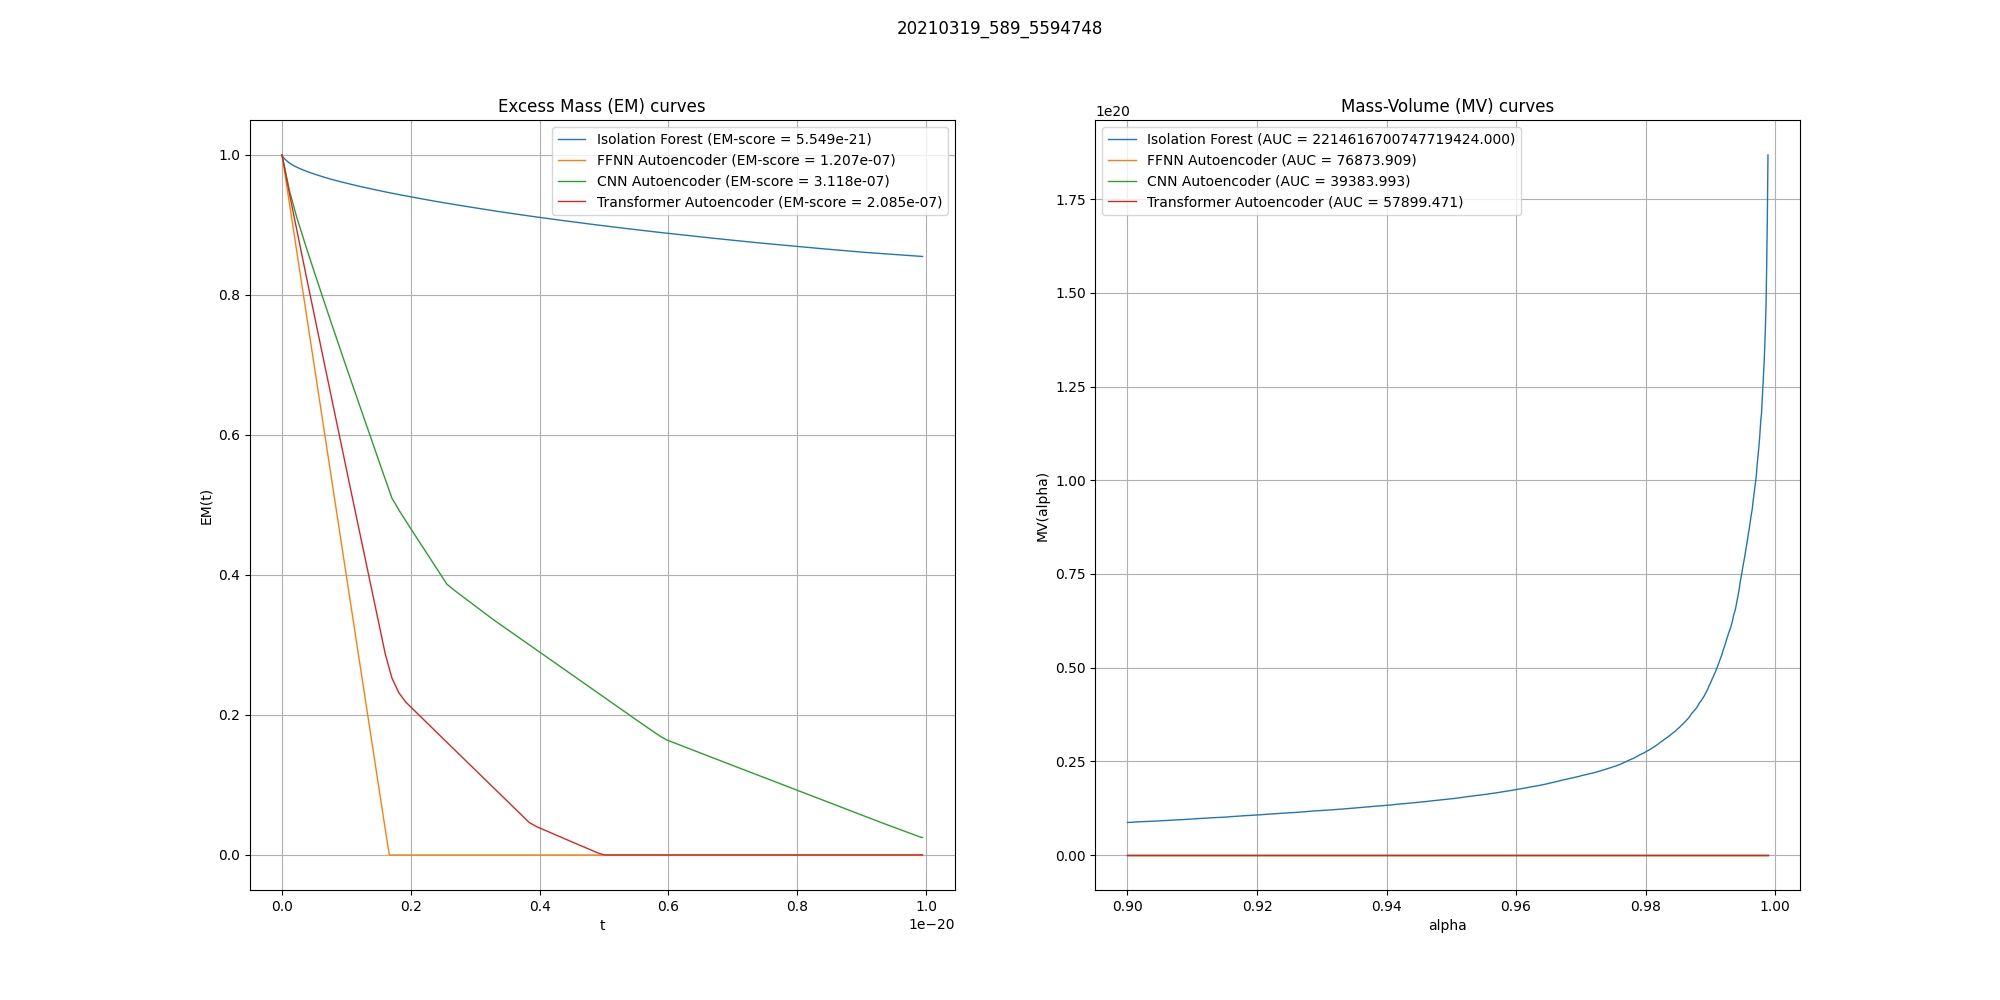 20210319_589_5594748
Excess Mass (EM) curves
Isolation Forest (EM-score = 5.549e-21)
FFNN Autoencoder (EM-score = 1.207e-07)
CNN Autoencoder (EM-score = 3.118e-07)
Transformer Autoencoder (EM-score = 2.085e-07)
1.0
0.8
0.6
0.4
0.2
0.0
EM(t)
0.0 0.2 0.4 0.6 0.8 1.0
1e−20
t
Mass-Volume (MV) curves
1e20
Isolation Forest (AUC = 2214616700747719424.000)
FFNN Autoencoder (AUC = 76873.909)
CNN Autoencoder (AUC = 39383.993)
Transformer Autoencoder (AUC = 57899.471)
1.75
1.50
1.25
1.00
0.75
0.50
0.25
0.00
MV(alpha)
0.90 0.92 0.94 0.96 0.98 1.00
alpha